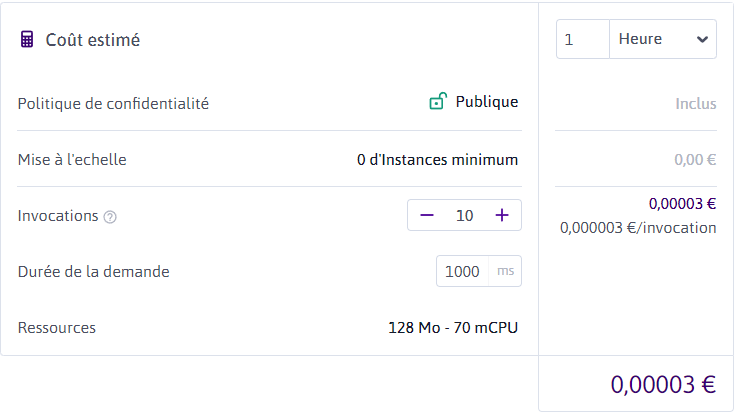 Coût estimé
1 Heure
Politique de confidentialité Publique Inclus
Mise à l'echelle 0 d'Instances minimum 0,00 €
Invocations ? − 10 + 0,00003 €
0,000003 €/invocation
Durée de la demande 1000 ms
Ressources 128 Mo - 70 mCPU
0,00003 €